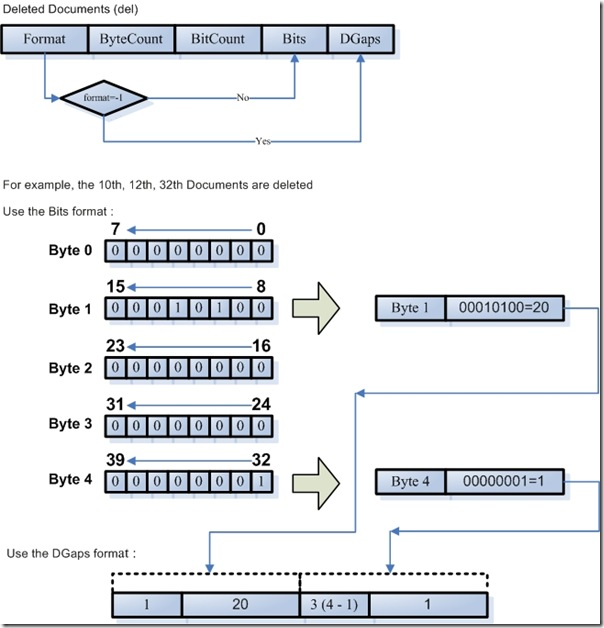 Deleted Documents (del)
Format ByteCount BitCount Bits DGaps
format=-1
No
Yes
For example, the 10th, 12th, 32th Documents are deleted
Use the Bits format :
7 0
Byte 0 0 0 0 0 0 0 0 0
15 8
Byte 1 0 0 0 1 0 1 0 0 Byte 1 00010100=20
23 16
Byte 2 0 0 0 0 0 0 0 0
31 24
Byte 3 0 0 0 0 0 0 0 0
39 32
Byte 4 0 0 0 0 0 0 0 1 Byte 4 00000001=1
Use the DGaps format :
1 20 3 (4 - 1) 1